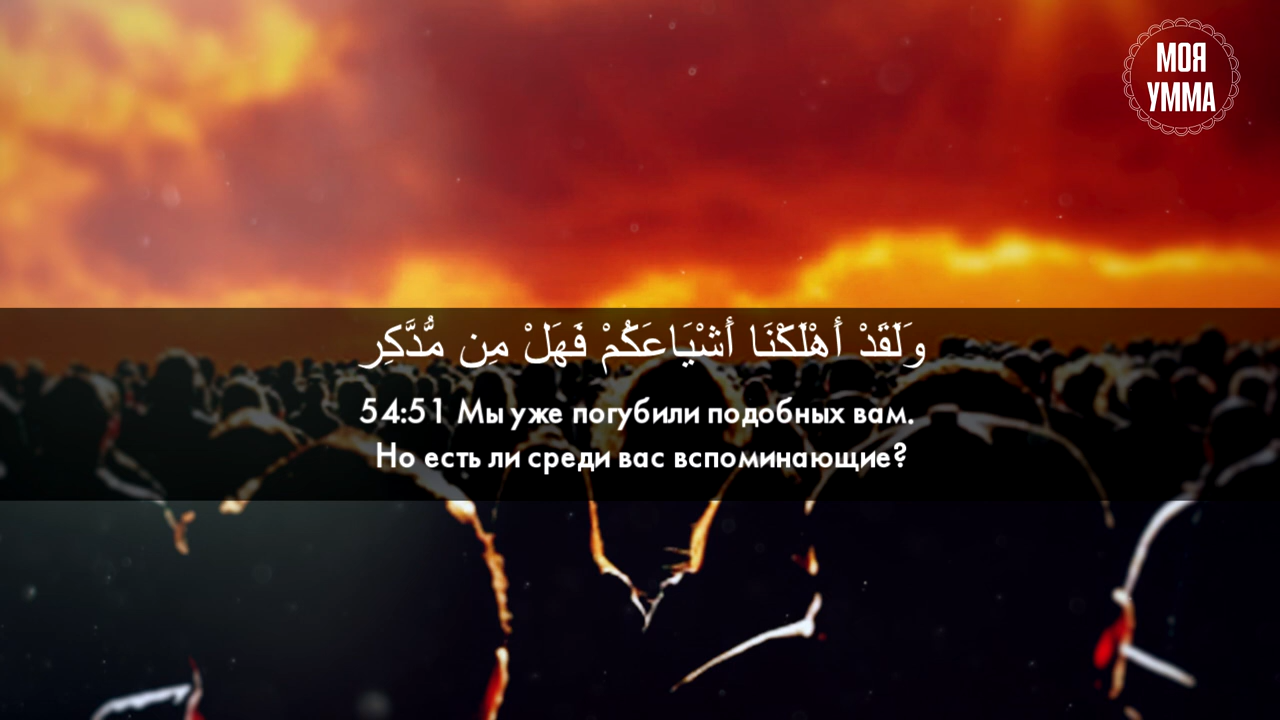 МОЯ
УММА
وَلَقَدْ أَهْلَكْنَا أَشْيَاعَكُمْ فَهَلْ مِن مُّدَّكِرٍ
54:51 Мы уже погубили подобных вам.
Но есть ли среди вас вспоминающие?